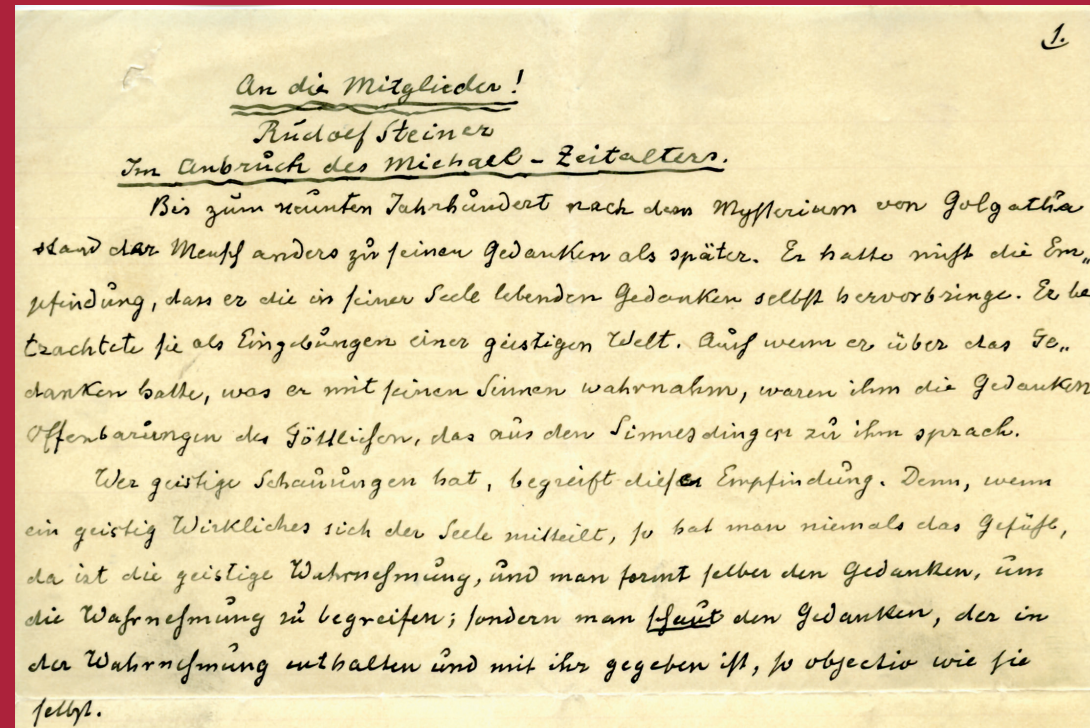 1.
An die Mitglieder!
Rudolf Steiner
Im Anbruch des Michael-Zeitalters.
Bis zum neunten Jahrhundert nach dem Mysterium von Golgatha
stand der Mensch anders zu seinen Gedanken als später. Er hatte nicht die Em„
pfindung, dass er die in seiner Seele lebenden Gedanken selbst hervorbringe. Er be
trachtete sie als Eingebungen einer geistigen Welt. Auch wenn er über das Ge„
danken hatte, was er mit seinen Sinnen wahrnahm, waren ihm die Gedanken
Offenbarungen des Göttlichen, das aus den Sinnesdingen zu ihm sprach.
Wer geistige Schauungen hat, begreift diese Empfindung. Denn, wenn
ein geistig Wirkliches sich der Seele mitteilt, so hat man niemals das Gefühl,
da ist die geistige Wahrnehmung, und man formt selber den Gedanken, um
die Wahrnehmung zu begreifen; sondern man schaut den Gedanken, der in
der Wahrnehmung enthalten und mit ihr gegeben ist, so objectiv wie sie
selbst.